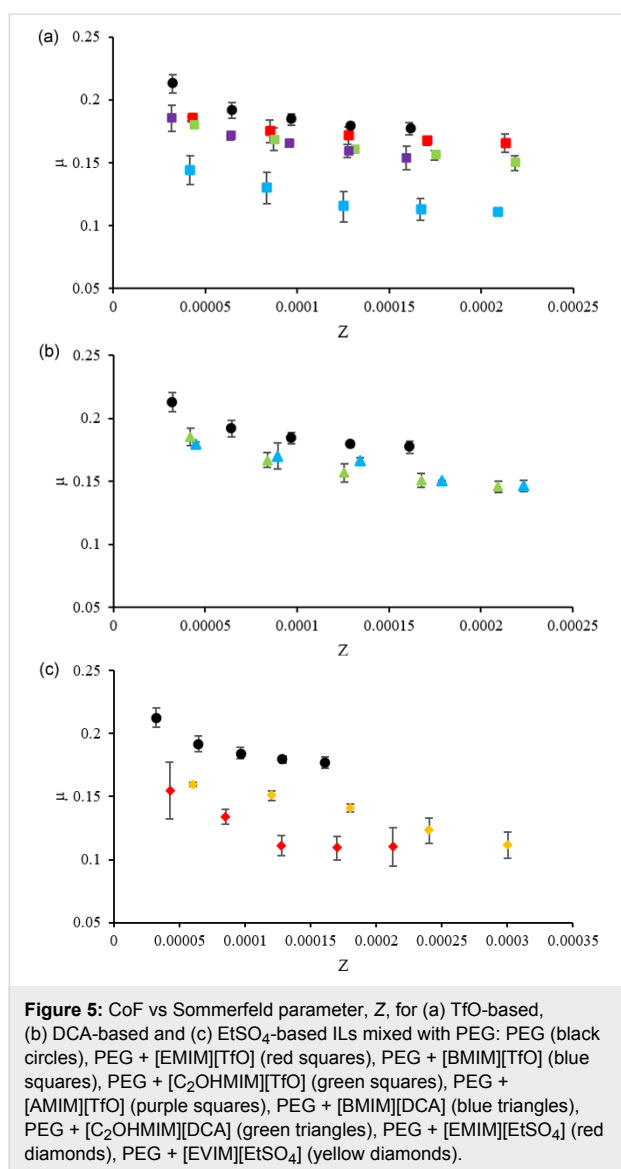 (a)
0.25
0.2
μ 0.15
0.1
0.05
0 0.00005 0.0001 0.00015 0.0002 0.00025
Z
(b)
0.25
0.2
μ 0.15
0.1
0.05
0 0.00005 0.0001 0.00015 0.0002 0.00025
Z
(c)
0.25
0.2
μ 0.15
0.1
0.05
0 0.00005 0.0001 0.00015 0.0002 0.00025 0.0003 0.00035
Z
Figure 5: CoF vs Sommerfeld parameter, Z, for (a) TfO-based,
(b) DCA-based and (c) EtSO₄-based ILs mixed with PEG: PEG (black
circles), PEG + [EMIM][TfO] (red squares), PEG + [BMIM][TfO] (blue
squares), PEG + [C₂OHMIM][TfO] (green squares), PEG +
[AMIM][TfO] (purple squares), PEG + [BMIM][DCA] (blue triangles),
PEG + [C₂OHMIM][DCA] (green triangles), PEG + [EMIM][EtSO₄] (red
diamonds), PEG + [EVIM][EtSO₄] (yellow diamonds).